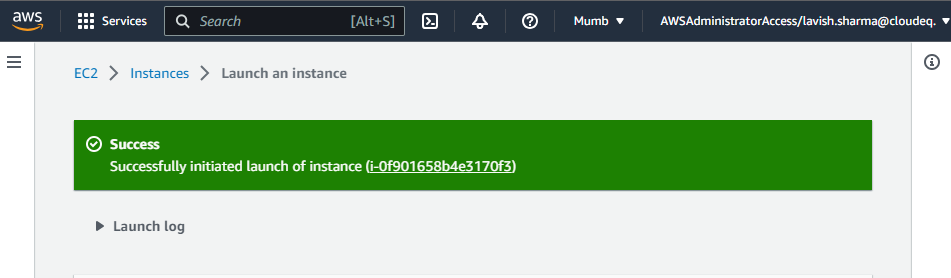 aws Services Search [Alt+S] Mumb AWSAdministratorAccess/lavish.sharma@cloudeq.
EC2 Instances Launch an instance
Success
Successfully initiated launch of instance (i-0f901658b4e3170f3)
Launch log